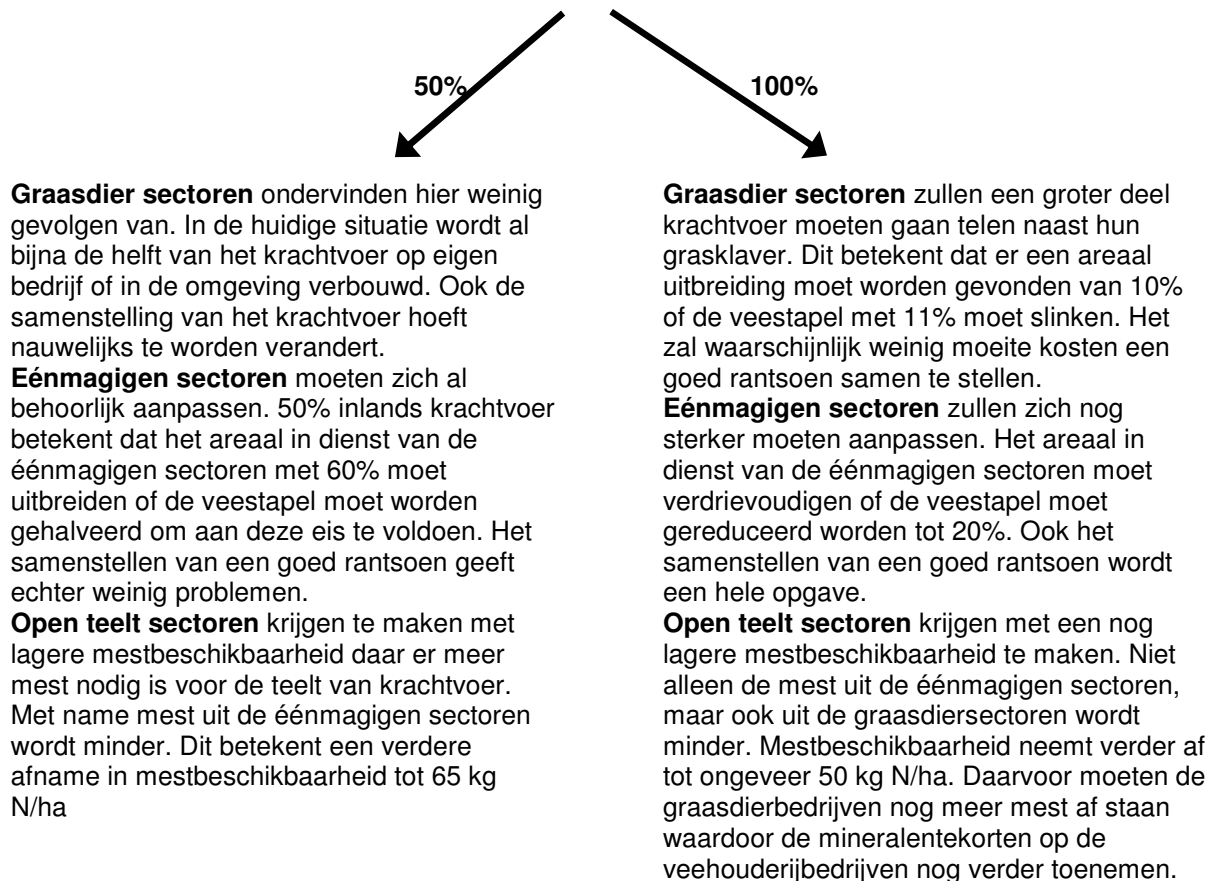 50%
100%
Graasdier sectoren ondervinden hier weinig
gevolgen van. In de huidige situatie wordt al
bijna de helft van het krachtvoer op eigen
bedrijf of in de omgeving verbouwd. Ook de
samenstelling van het krachtvoer hoeft
nauwelijks te worden verandert.
Eénmagigen sectoren moeten zich al
behoorlijk aanpassen. 50% inlands krachtvoer
betekent dat het areaal in dienst van de
éénmagigen sectoren met 60% moet
uitbreiden of de veestapel moet worden
gehalveerd om aan deze eis te voldoen. Het
samenstellen van een goed rantsoen geeft
echter weinig problemen.
Open teelt sectoren krijgen te maken met
lagere mestbeschikbaarheid daar er meer
mest nodig is voor de teelt van krachtvoer.
Met name mest uit de éénmagigen sectoren
wordt minder. Dit betekent een verdere
afname in mestbeschikbaarheid tot 65 kg
N/ha
Graasdier sectoren zullen een groter deel
krachtvoer moeten gaan telen naast hun
grasklaver. Dit betekent dat er een areaal
uitbreiding moet worden gevonden van 10%
of de veestapel met 11% moet slinken. Het
zal waarschijnlijk weinig moeite kosten een
goed rantsoen samen te stellen.
Eénmagigen sectoren zullen zich nog
sterker moeten aanpassen. Het areaal in
dienst van de éénmagigen sectoren moet
verdrievoudigen of de veestapel moet
gereduceerd worden tot 20%. Ook het
samenstellen van een goed rantsoen wordt
een hele opgave.
Open teelt sectoren krijgen met een nog
lagere mestbeschikbaarheid te maken. Niet
alleen de mest uit de éénmagigen sectoren,
maar ook uit de graasdiersectoren wordt
minder. Mestbeschikbaarheid neemt verder af
tot ongeveer 50 kg N/ha. Daarvoor moeten de
graasdierbedrijven nog meer mest af staan
waardoor de mineralentekorten op de
veehouderijbedrijven nog verder toenemen.